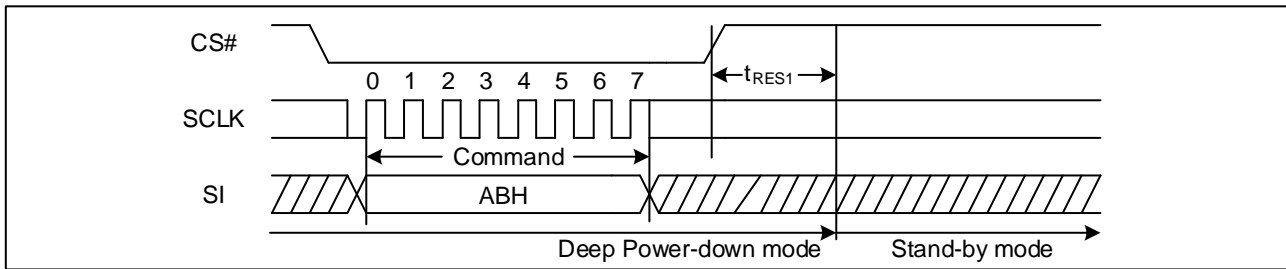 CS#
tRES1
0 1 2 3 4 5 6 7
SCLK
Command
SI
ABH
Deep Power-down mode Stand-by mode